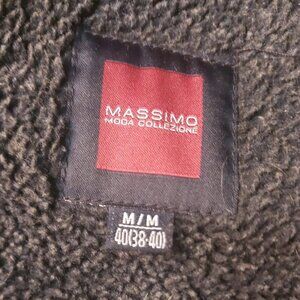 MASSIMO
MODA COLLEZIONE
M/M
40(38-40)